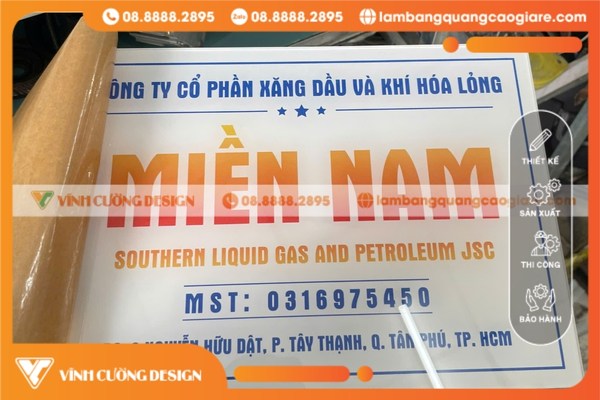 08.8888.2895
Zalo 08.8888.2895
lambangquangcaogiare.com
CÔNG TY CỔ PHẦN XĂNG DẦU VÀ KHÍ HÓA LỎNG
MIỀN NAM
VĨNH CƯỜNG DESIGN 08.8888.2895 lambangquangcaogiare.com
SOUTHERN LIQUID GAS AND PETROLEUM JSC
MST: 0316975450
NGUYỄN HỮU DẬT, P. TÂY THẠNH, Q. TÂN PHÚ, TP. HCM
THIẾT KẾ
SẢN XUẤT
THI CÔNG
BẢO HÀNH
VĨNH CƯỜNG DESIGN